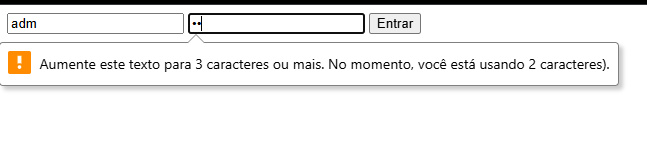 adm •• Entrar
Aumente este texto para 3 caracteres ou mais. No momento, você está usando 2 caracteres).